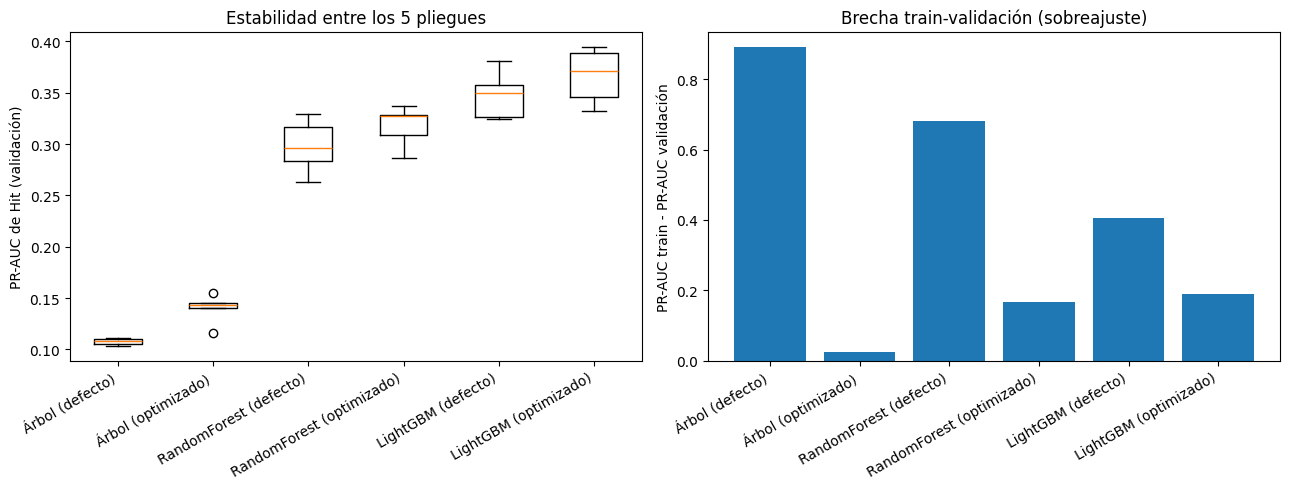 Estabilidad entre los 5 pliegues
PR-AUC de Hit (validación)
0.40
0.35
0.30
0.25
0.20
0.15
0.10
Árbol (defecto)
Árbol (optimizado)
RandomForest (defecto)
RandomForest (optimizado)
LightGBM (defecto)
LightGBM (optimizado)
Brecha train-validación (sobreajuste)
PR-AUC train - PR-AUC validación
0.8
0.6
0.4
0.2
0.0
Árbol (defecto)
Árbol (optimizado)
RandomForest (defecto)
RandomForest (optimizado)
LightGBM (defecto)
LightGBM (optimizado)